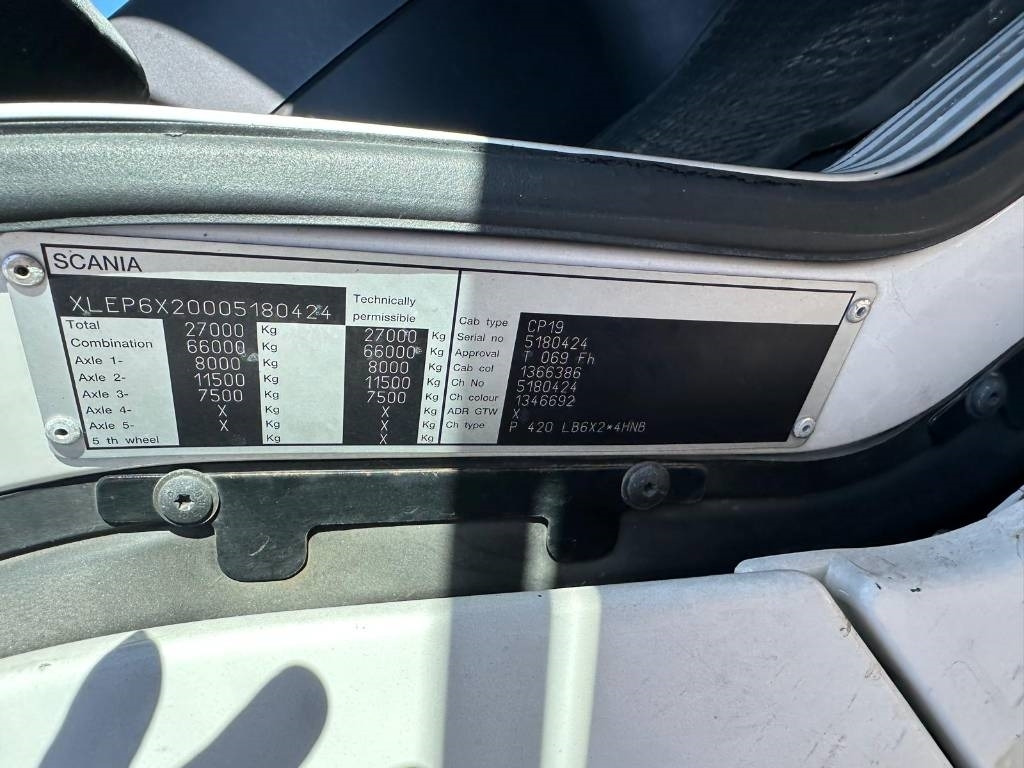 SCANIA
XLEP6X20005180424
Technically
permissible
Total 27000 Kg 27000 Kg
Combination 66000 Kg 66000 Kg
Axle 1- 8000 Kg 8000 Kg
Axle 2- 11500 Kg 11500 Kg
Axle 3- 7500 Kg 7500 Kg
Axle 4- X Kg X Kg
Axle 5- X Kg X Kg
5 th wheel Kg X Kg
Cab type CP19
Serial no 5180424
Approval T 069 Fh
Cab col 1366386
Ch No 5180424
Ch colour 1346692
ADR GTW X
Ch type P 420 LB6X2*4HNB